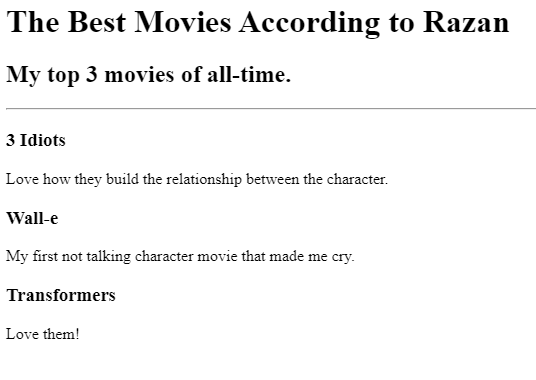 The Best Movies According to Razan
My top 3 movies of all-time.
3 Idiots
Love how they build the relationship between the character.
Wall-e
My first not talking character movie that made me cry.
Transformers
Love them!